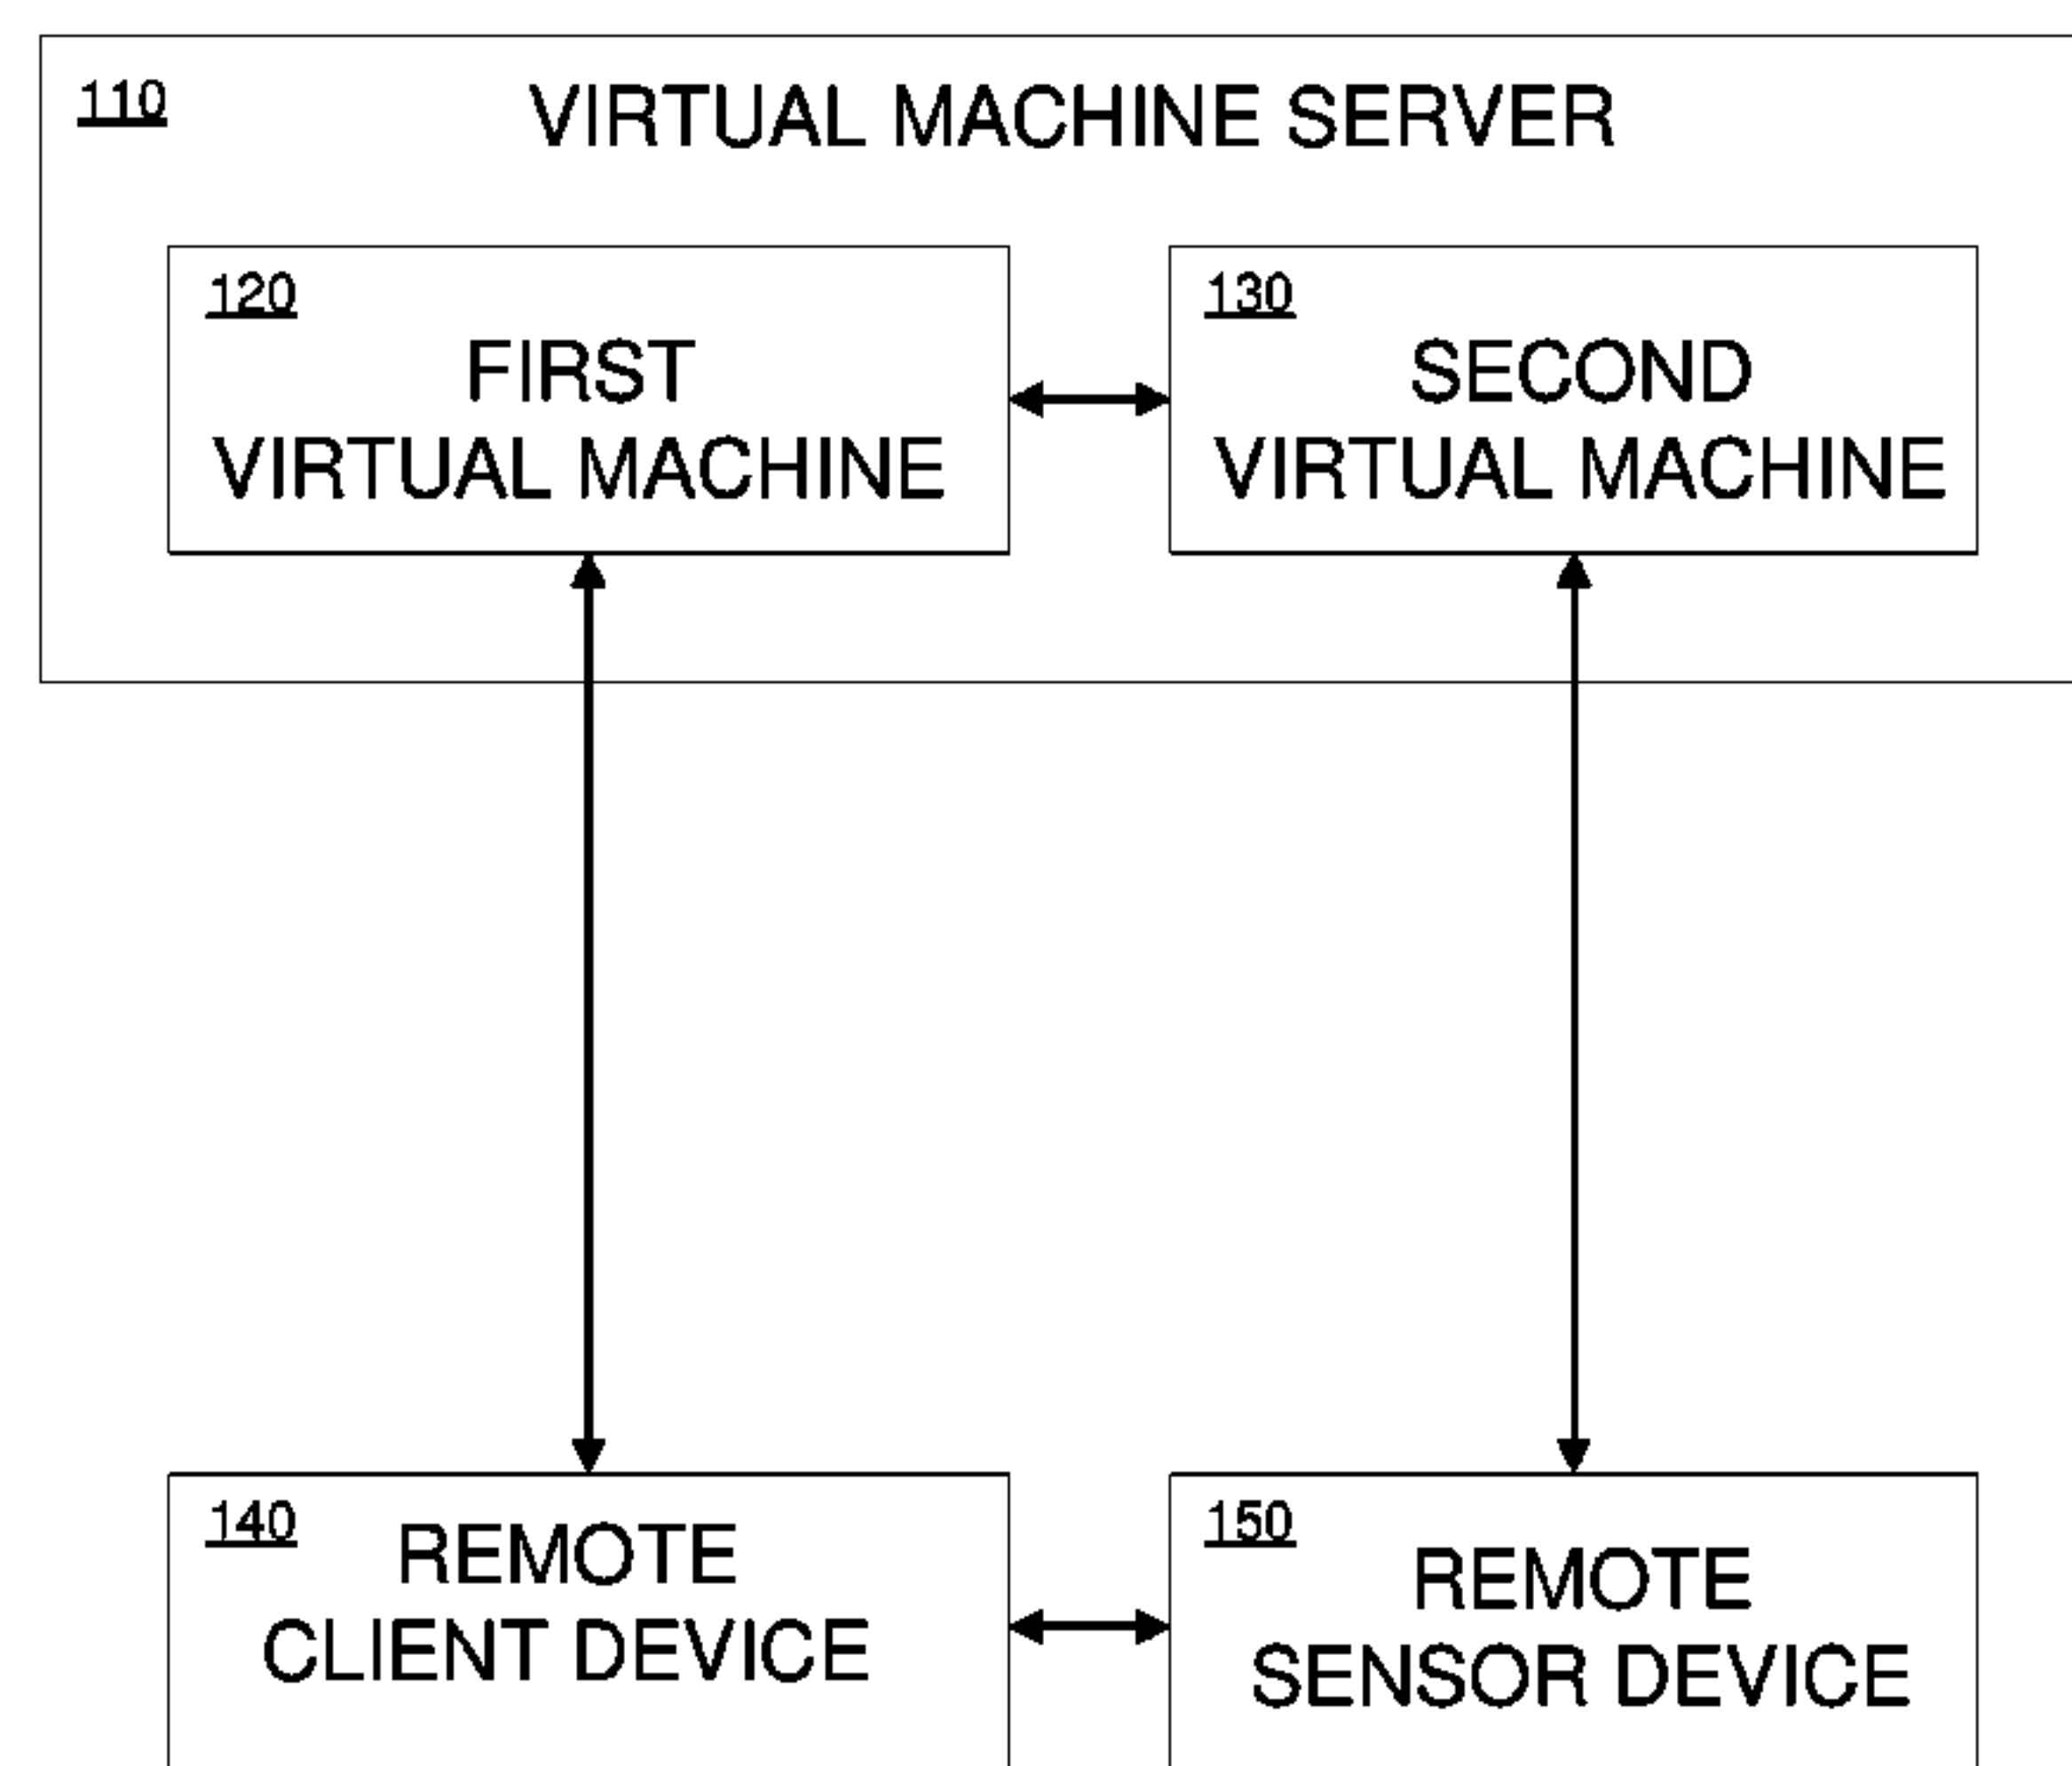 110
VIRTUAL MACHINE SERVER
120
FIRST
VIRTUAL MACHINE
130
SECOND
VIRTUAL MACHINE
140
REMOTE
CLIENT DEVICE
150
REMOTE
SENSOR DEVICE